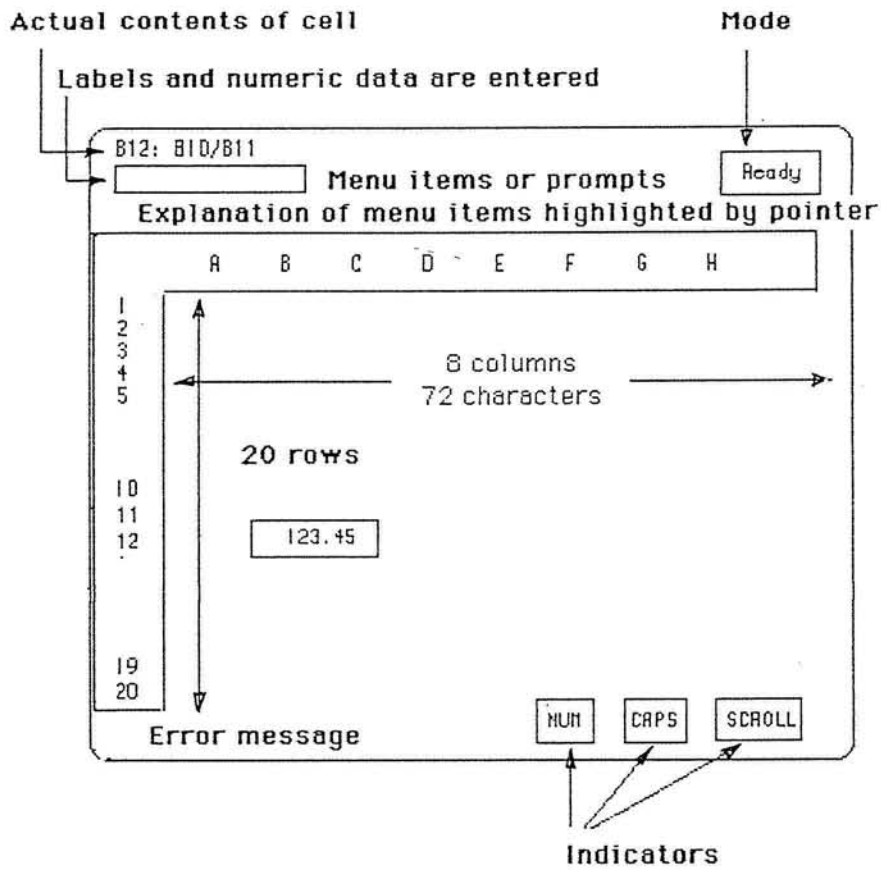 Actual contents of cell
Mode
Labels and numeric data are entered
B12: B10/B11
Ready
Menu items or prompts
Explanation of menu items highlighted by pointer
A B C D E F G H
1
2
3
4
5
8 columns
72 characters
20 rows
10
11
12
123.45
19
20
NUM CAPS SCROLL
Error message
Indicators